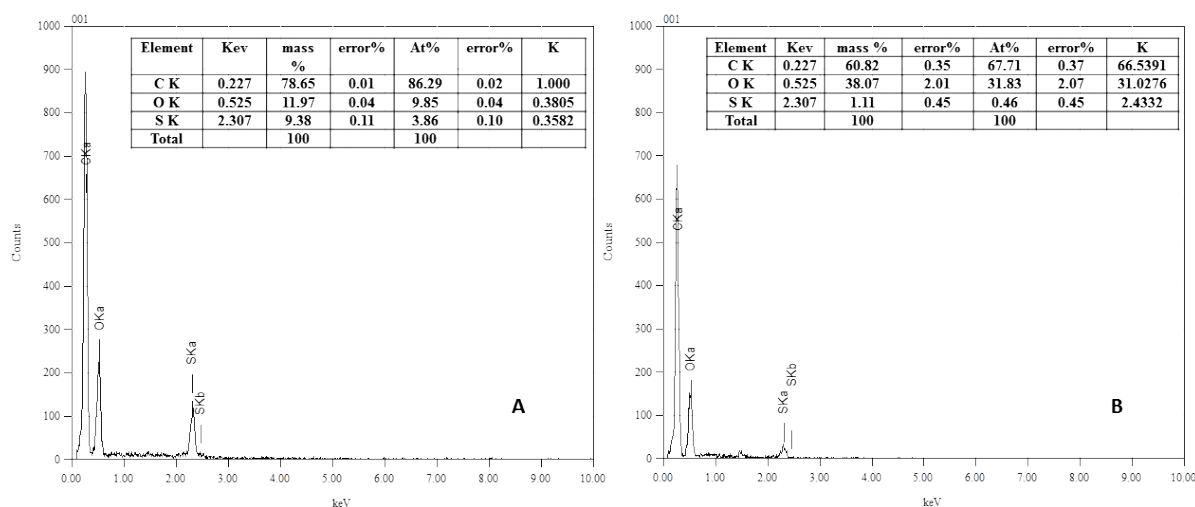 001
Element Kev mass % error% At% error% K
C K 0.227 78.65 0.01 86.29 0.02 1.000
O K 0.525 11.97 0.04 9.85 0.04 0.3805
S K 2.307 9.38 0.11 3.86 0.10 0.3582
Total 100 100
1000
900
800
700
600
500
400
300
200
100
0
Counts
CKa
OKa
SKa
SKb
A
0.00 1.00 2.00 3.00 4.00 5.00 6.00 7.00 8.00 9.00 10.00
keV
001
Element Kev mass % error% At% error% K
C K 0.227 60.82 0.35 67.71 0.37 66.5391
O K 0.525 38.07 2.01 31.83 2.07 31.0276
S K 2.307 1.11 0.45 0.46 0.45 2.4332
Total 100 100
1000
900
800
700
600
500
400
300
200
100
0
Counts
CKa
OKa
SKa
SKb
B
0.00 1.00 2.00 3.00 4.00 5.00 6.00 7.00 8.00 9.00 10.00
keV